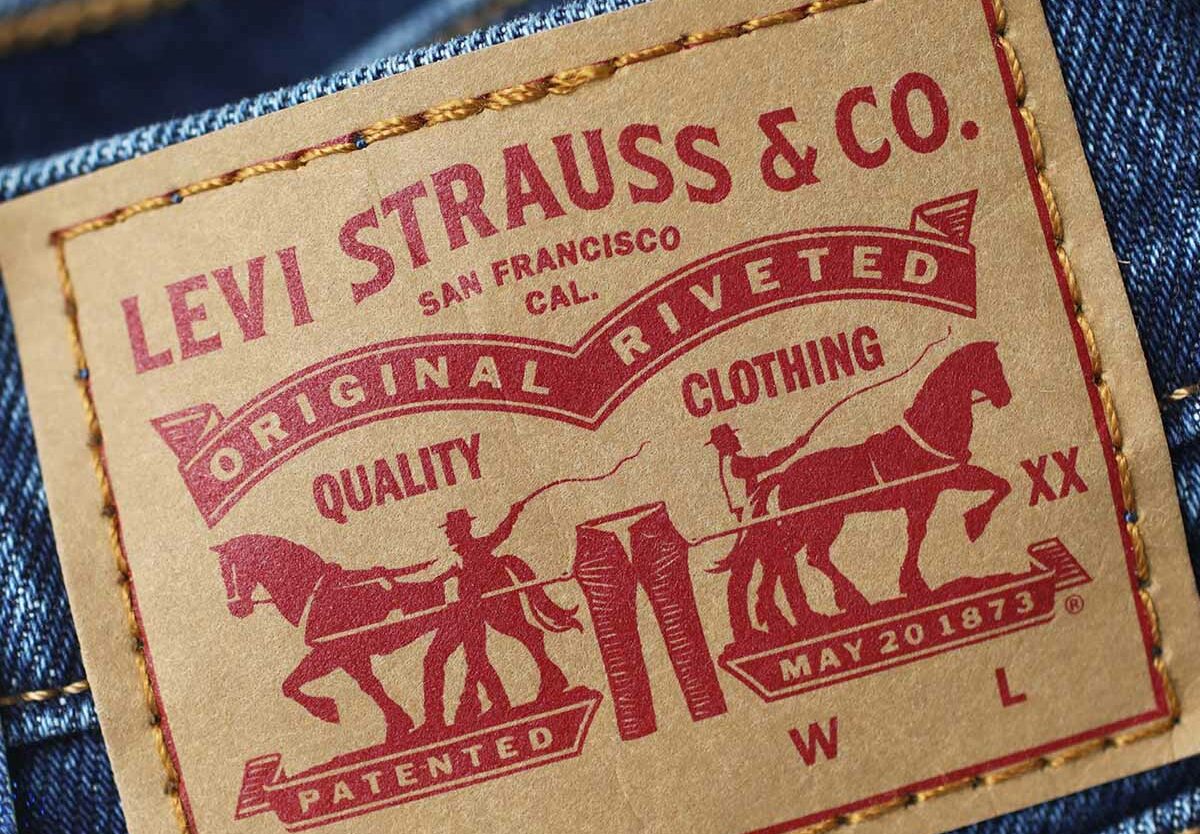 LEVI STRAUSS & CO.
SAN FRANCISCO
CAL.
ORIGINAL RIVETED
QUALITY CLOTHING
XX
PATENTED
MAY 20 1873 ®
W L